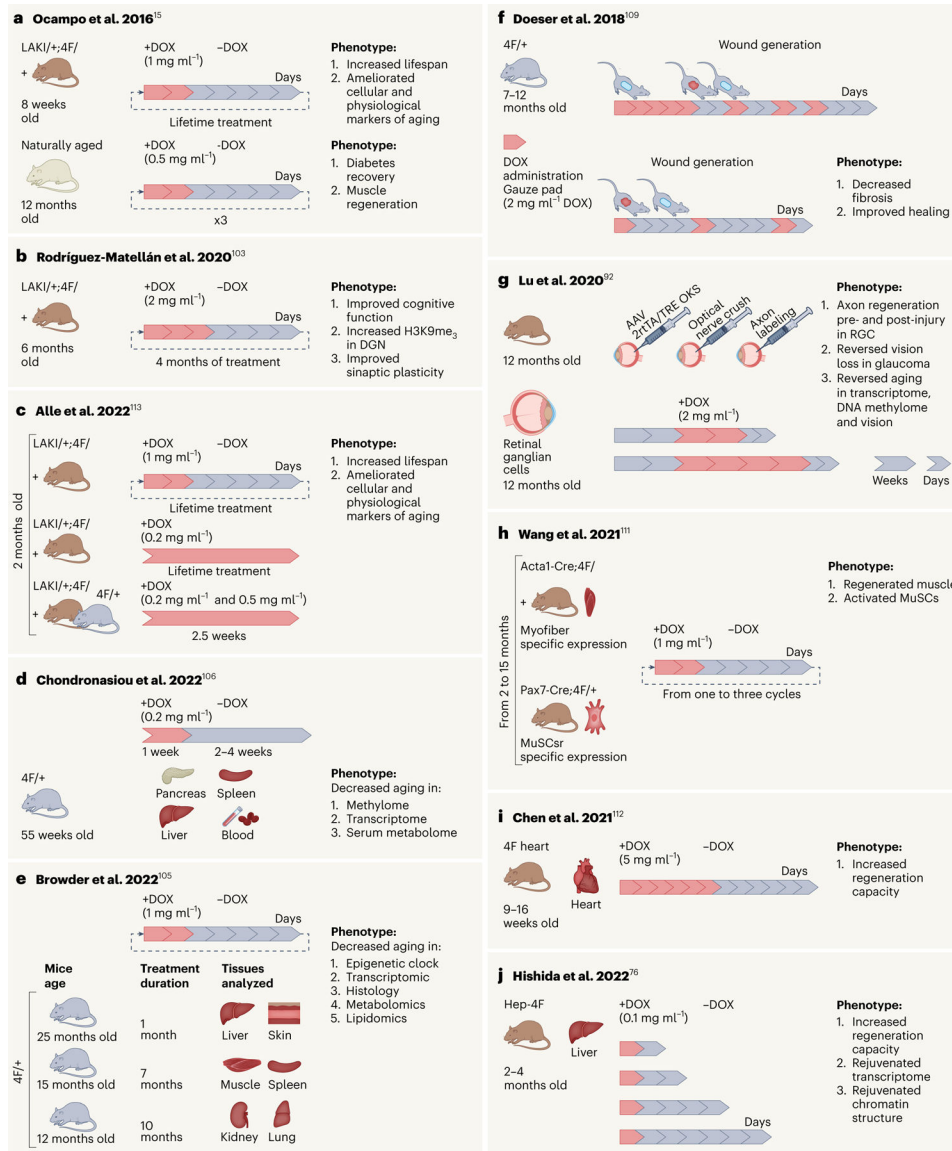 a Ocampo et al. 2016¹⁵
LAKI/+;4F/
+
8 weeks
old
+DOX
(1 mg ml⁻¹)
−DOX
Days
Lifetime treatment
Phenotype:
1. Increased lifespan
2. Ameliorated
cellular and
physiological
markers of aging
Naturally aged
12 months
old
+DOX
(0.5 mg ml⁻¹)
-DOX
Days
x3
Phenotype:
1. Diabetes
recovery
2. Muscle
regeneration
b Rodríguez-Matellán et al. 2020¹⁰³
LAKI/+;4F/
+
6 months
old
+DOX
(2 mg ml⁻¹)
−DOX
4 months of treatment
Phenotype:
1. Improved cognitive
function
2. Increased H3K9me₃
in DGN
3. Improved
sinaptic plasticity
c Alle et al. 2022¹¹³
2 months old
LAKI/+;4F/
+
+DOX
(1 mg ml⁻¹)
−DOX
Days
Lifetime treatment
LAKI/+;4F/
+
+DOX
(0.2 mg ml⁻¹)
Lifetime treatment
LAKI/+;4F/
+
4F/+
+DOX
(0.2 mg ml⁻¹ and 0.5 mg ml⁻¹)
2.5 weeks
Phenotype:
1. Increased lifespan
2. Ameliorated
cellular and
physiological
markers of aging
d Chondronasiou et al. 2022¹⁰⁶
+DOX
(0.2 mg ml⁻¹)
−DOX
1 week
2–4 weeks
4F/+
55 weeks old
Pancreas
Spleen
Liver
Blood
Phenotype:
Decreased aging in:
1. Methylome
2. Transcriptome
3. Serum metabolome
e Browder et al. 2022¹⁰⁵
+DOX
(1 mg ml⁻¹)
−DOX
Days
Mice
age
Treatment
duration
Tissues
analyzed
4F/+
25 months old
1
month
Liver
Skin
15 months old
7
months
Muscle
Spleen
12 months old
10
months
Kidney
Lung
Phenotype:
Decreased aging in:
1. Epigenetic clock
2. Transcriptomic
3. Histology
4. Metabolomics
5. Lipidomics
f Doeser et al. 2018¹⁰⁹
4F/+
7–12
months old
Wound generation
Days
DOX
administration
Gauze pad
(2 mg ml⁻¹ DOX)
Wound generation
Days
Phenotype:
1. Decreased
fibrosis
2. Improved healing
g Lu et al. 2020⁹²
12 months old
AAV
2rtTA/TRE OKS
Optical
nerve crush
Axon
labeling
Retinal
ganglian
cells
12 months old
+DOX
(2 mg ml⁻¹)
Weeks
Days
Phenotype:
1. Axon regeneration
pre- and post-injury
in RGC
2. Reversed vision
loss in glaucoma
3. Reversed aging
in transcriptome,
DNA methylome
and vision
h Wang et al. 2021¹¹¹
From 2 to 15 months
Acta1-Cre;4F/
+
Myofiber
specific expression
Pax7-Cre;4F/+
MuSCsr
specific expression
+DOX
(1 mg ml⁻¹)
−DOX
Days
From one to three cycles
Phenotype:
1. Regenerated muscle
2. Activated MuSCs
i Chen et al. 2021¹¹²
4F heart
9–16
weeks old
Heart
+DOX
(5 mg ml⁻¹)
−DOX
Days
Phenotype:
1. Increased
regeneration
capacity
j Hishida et al. 2022⁷⁶
Hep-4F
2–4
months old
Liver
+DOX
(0.1 mg ml⁻¹)
−DOX
Days
Phenotype:
1. Increased
regeneration
capacity
2. Rejuvenated
transcriptome
3. Rejuvenated
chromatin
structure